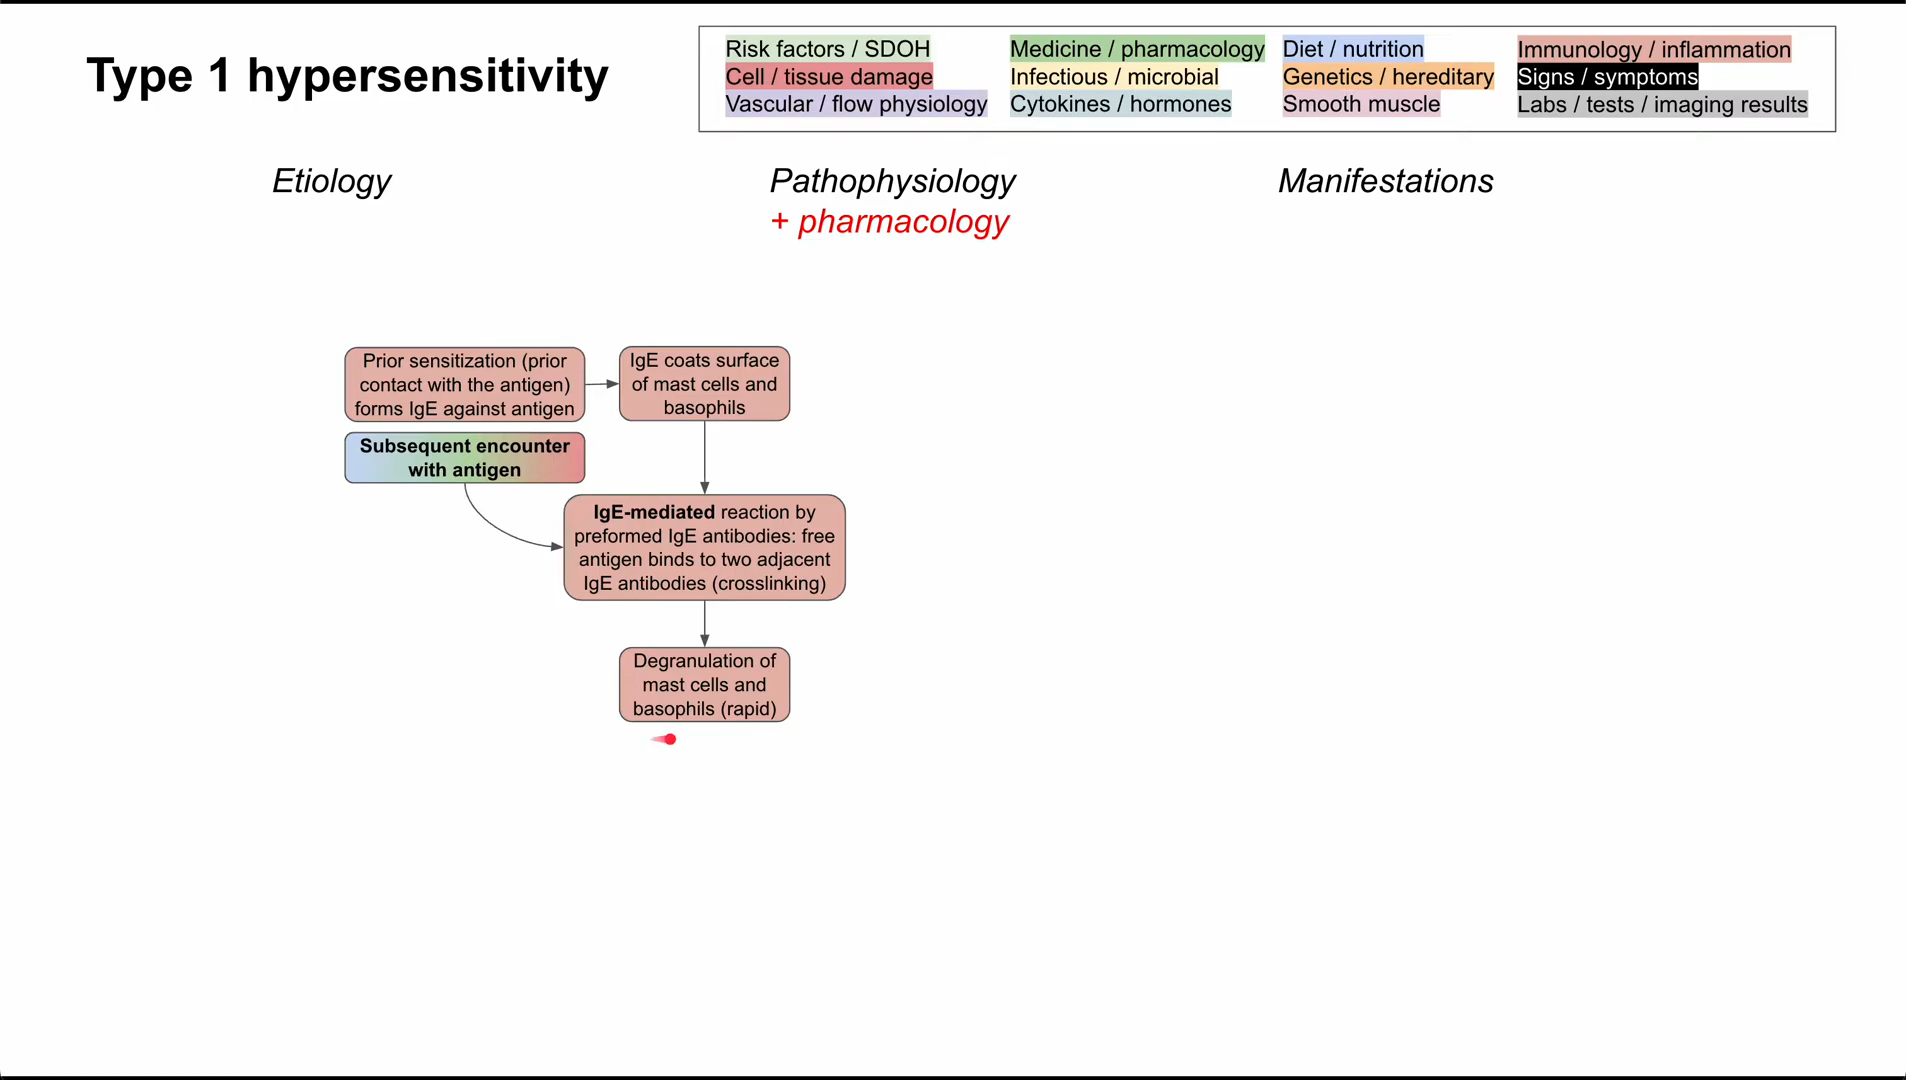 Type 1 hypersensitivity
Risk factors / SDOH
Cell / tissue damage
Vascular / flow physiology
Medicine / pharmacology
Infectious / microbial
Cytokines / hormones
Diet / nutrition
Genetics / hereditary
Smooth muscle
Immunology / inflammation
Signs / symptoms
Labs / tests / imaging results
Etiology
Pathophysiology
+ pharmacology
Manifestations
Prior sensitization (prior
contact with the antigen)
forms IgE against antigen
IgE coats surface
of mast cells and
basophils
Subsequent encounter
with antigen
IgE-mediated reaction by
preformed IgE antibodies: free
antigen binds to two adjacent
IgE antibodies (crosslinking)
Degranulation of
mast cells and
basophils (rapid)